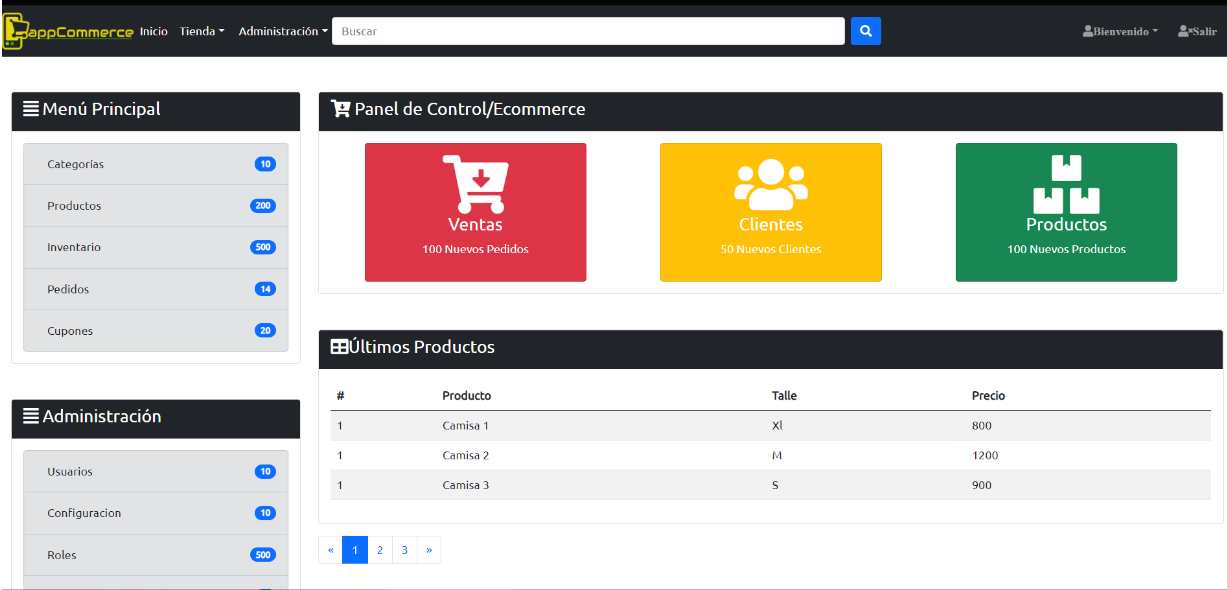 appCommerce Inicio Tienda Administración Buscar Bienvenido Salir
Menú Principal
Categorías 10
Productos 200
Inventario 500
Pedidos 14
Cupones 20
Administración
Usuarios 10
Configuracion 10
Roles 500
Panel de Control/Ecommerce
Ventas
100 Nuevos Pedidos
Clientes
50 Nuevos Clientes
Productos
100 Nuevos Productos
Últimos Productos
# Producto Talle Precio
1 Camisa 1 Xl 800
1 Camisa 2 M 1200
1 Camisa 3 S 900
« 1 2 3 »